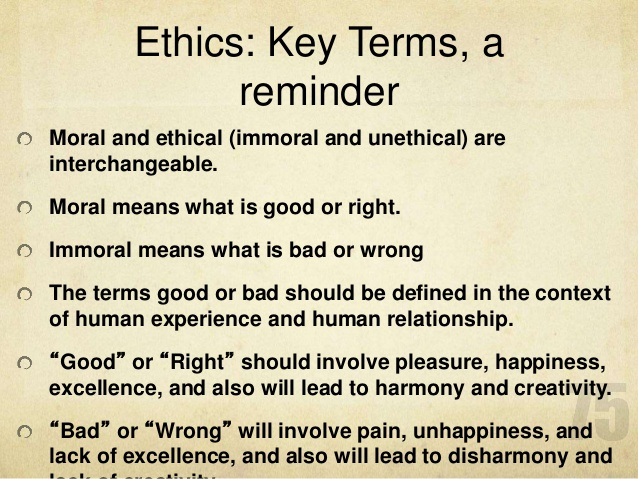 Ethics: Key Terms, a
reminder
Moral and ethical (immoral and unethical) are
interchangeable.
Moral means what is good or right.
Immoral means what is bad or wrong
The terms good or bad should be defined in the context
of human experience and human relationship.
“Good” or “Right” should involve pleasure, happiness,
excellence, and also will lead to harmony and creativity.
“Bad” or “Wrong” will involve pain, unhappiness, and
lack of excellence, and also will lead to disharmony and
lack of creativity
75